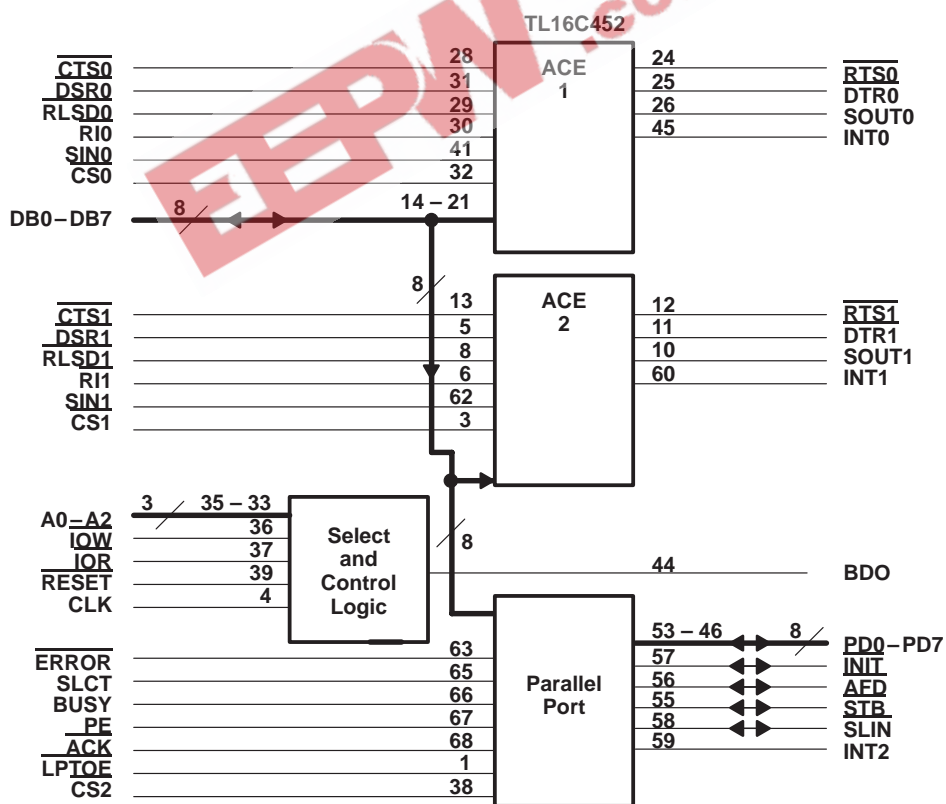 TL16C452
EEPW.co
CTS0 28
DSR0 31
RLSD0 29
RI0 30
SIN0 41
CS0 32
ACE
1
24 RTS0
25 DTR0
26 SOUT0
45 INT0
DB0–DB7 8 14 – 21
8
CTS1 13
DSR1 5
RLSD1 8
RI1 6
SIN1 62
CS1 3
ACE
2
12 RTS1
11 DTR1
10 SOUT1
60 INT1
A0–A2 3 35 – 33
IOW 36
IOR 37
RESET 39
CLK 4
Select
and
Control
Logic
8
44 BDO
ERROR 63
SLCT 65
BUSY 66
PE 67
ACK 68
LPTOE 1
CS2 38
Parallel
Port
53 – 46 8 PD0–PD7
57 INIT
56 AFD
55 STB
58 SLIN
59 INT2